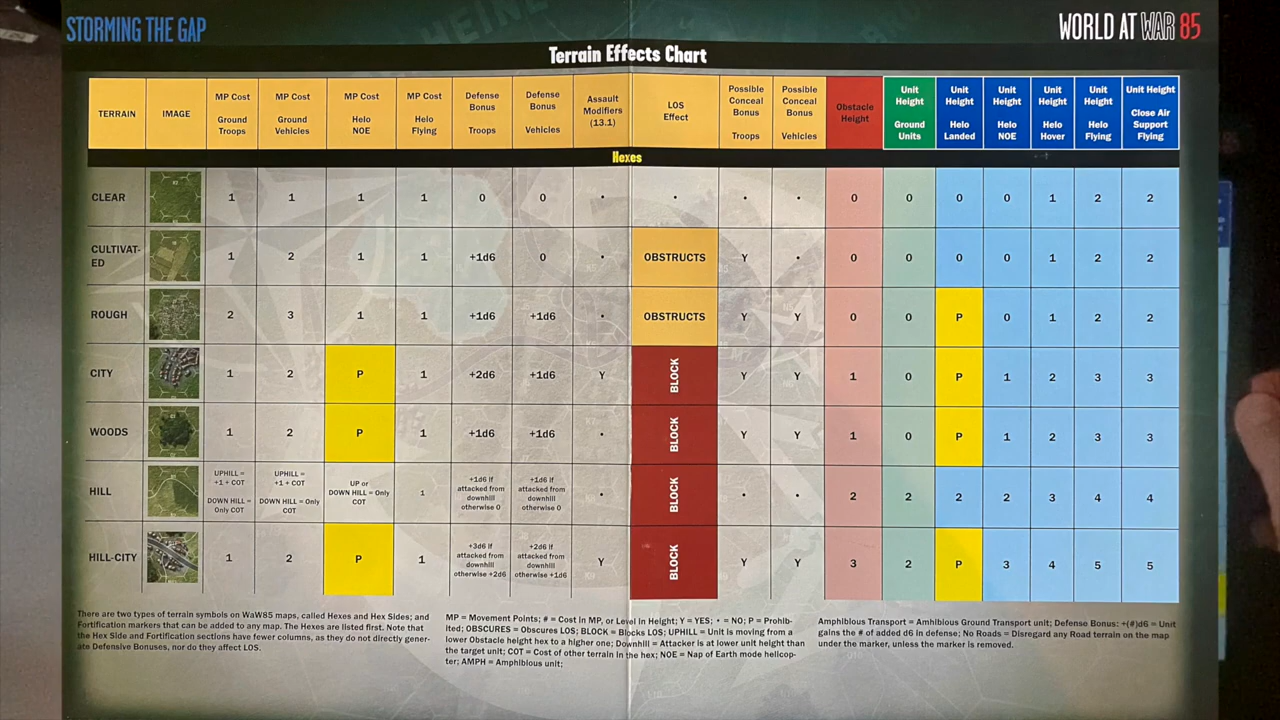 STORMING THE GAP
WORLD AT WAR 85
Terrain Effects Chart
TERRAIN IMAGE MP Cost Ground Troops MP Cost Ground Vehicles MP Cost Helo NOE MP Cost Helo Flying Defense Bonus Troops Defense Bonus Vehicles Assault Modifiers (13.1) LOS Effect Possible Conceal Bonus Troops Possible Conceal Bonus Vehicles Obstacle Height Unit Height Ground Units Unit Height Helo Landed Unit Height Helo NOE Unit Height Helo Hover Unit Height Helo Flying Unit Height Close Air Support Flying
Hexes
CLEAR 1 1 1 1 0 0 • • • • 0 0 0 0 1 2 2
CULTIVAT-ED 1 2 1 1 +1d6 0 • OBSTRUCTS Y • 0 0 0 0 1 2 2
ROUGH 2 3 1 1 +1d6 +1d6 • OBSTRUCTS Y Y 0 0 P 0 1 2 2
CITY 1 2 P 1 +2d6 +1d6 Y BLOCK Y Y 1 0 P 1 2 3 3
WOODS 1 2 P 1 +1d6 +1d6 • BLOCK Y Y 1 0 P 1 2 3 3
HILL UPHILL = +1 + COT DOWN HILL = Only COT UPHILL = +1 + COT DOWN HILL = Only COT UP or DOWN HILL = Only COT 1 +1d6 if attacked from downhill otherwise 0 +1d6 if attacked from downhill otherwise 0 • BLOCK • • 2 2 2 2 3 4 4
HILL-CITY 1 2 P 1 +3d6 if attacked from downhill otherwise +2d6 +2d6 if attacked from downhill otherwise +1d6 Y BLOCK Y Y 3 2 P 3 4 5 5
There are two types of terrain symbols on WaW85 maps, called Hexes and Hex Sides; and
Fortification markers that can be added to any map. The Hexes are listed first. Note that
the Hex Side and Fortification sections have fewer columns, as they do not directly gener-
ate Defensive Bonuses, nor do they affect LOS.
MP = Movement Points; # = Cost in MP, or Level in Height; Y = YES; • = NO; P = Prohib-
ited; OBSCURES = Obscures LOS; BLOCK = Blocks LOS; UPHILL = Unit is moving from a
lower Obstacle height hex to a higher one; Downhill = Attacker is at lower unit height than
the target unit; COT = Cost of other terrain in the hex; NOE = Nap of Earth mode helicop-
ter; AMPH = Amphibious unit;
Amphibious Transport = Amhibious Ground Transport unit; Defense Bonus: +(#)d6 = Unit
gains the # of added d6 in defense; No Roads = Disregard any Road terrain on the map
under the marker, unless the marker is removed.